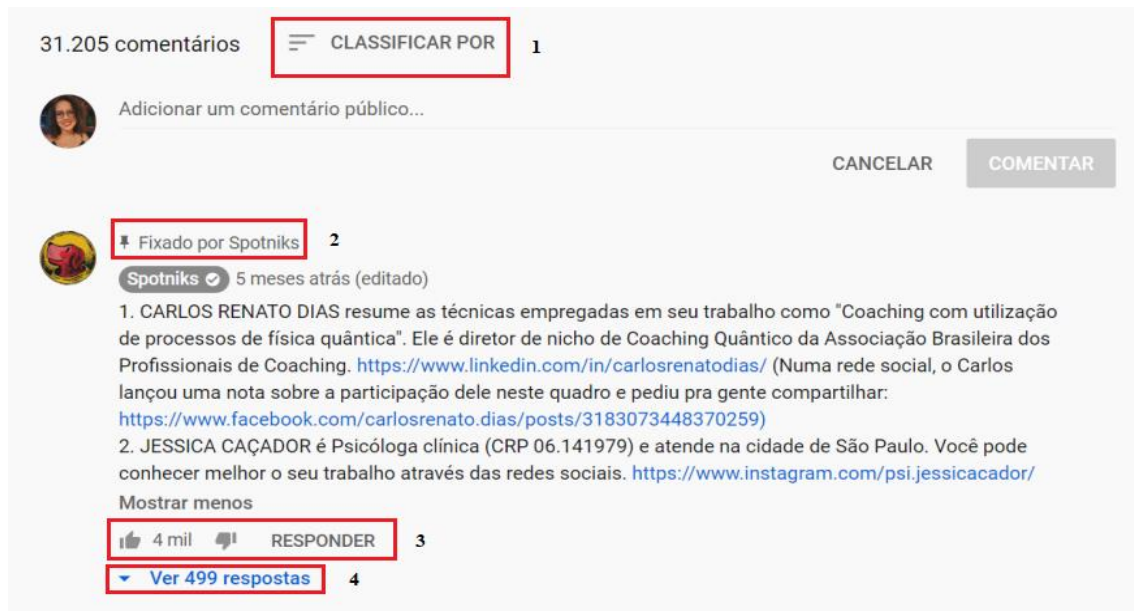 31.205 comentários CLASSIFICAR POR 1
Adicionar um comentário público...
CANCELAR COMENTAR
Fixado por Spotniks 2
Spotniks 5 meses atrás (editado)
1. CARLOS RENATO DIAS resume as técnicas empregadas em seu trabalho como "Coaching com utilização
de processos de física quântica". Ele é diretor de nicho de Coaching Quântico da Associação Brasileira dos
Profissionais de Coaching. https://www.linkedin.com/in/carlosrenatodias/ (Numa rede social, o Carlos
lançou uma nota sobre a participação dele neste quadro e pediu pra gente compartilhar:
https://www.facebook.com/carlosrenato.dias/posts/3183073448370259)
2. JESSICA CAÇADOR é Psicóloga clínica (CRP 06.141979) e atende na cidade de São Paulo. Você pode
conhecer melhor o seu trabalho através das redes sociais. https://www.instagram.com/psi.jessicacador/
Mostrar menos
4 mil RESPONDER 3
Ver 499 respostas 4